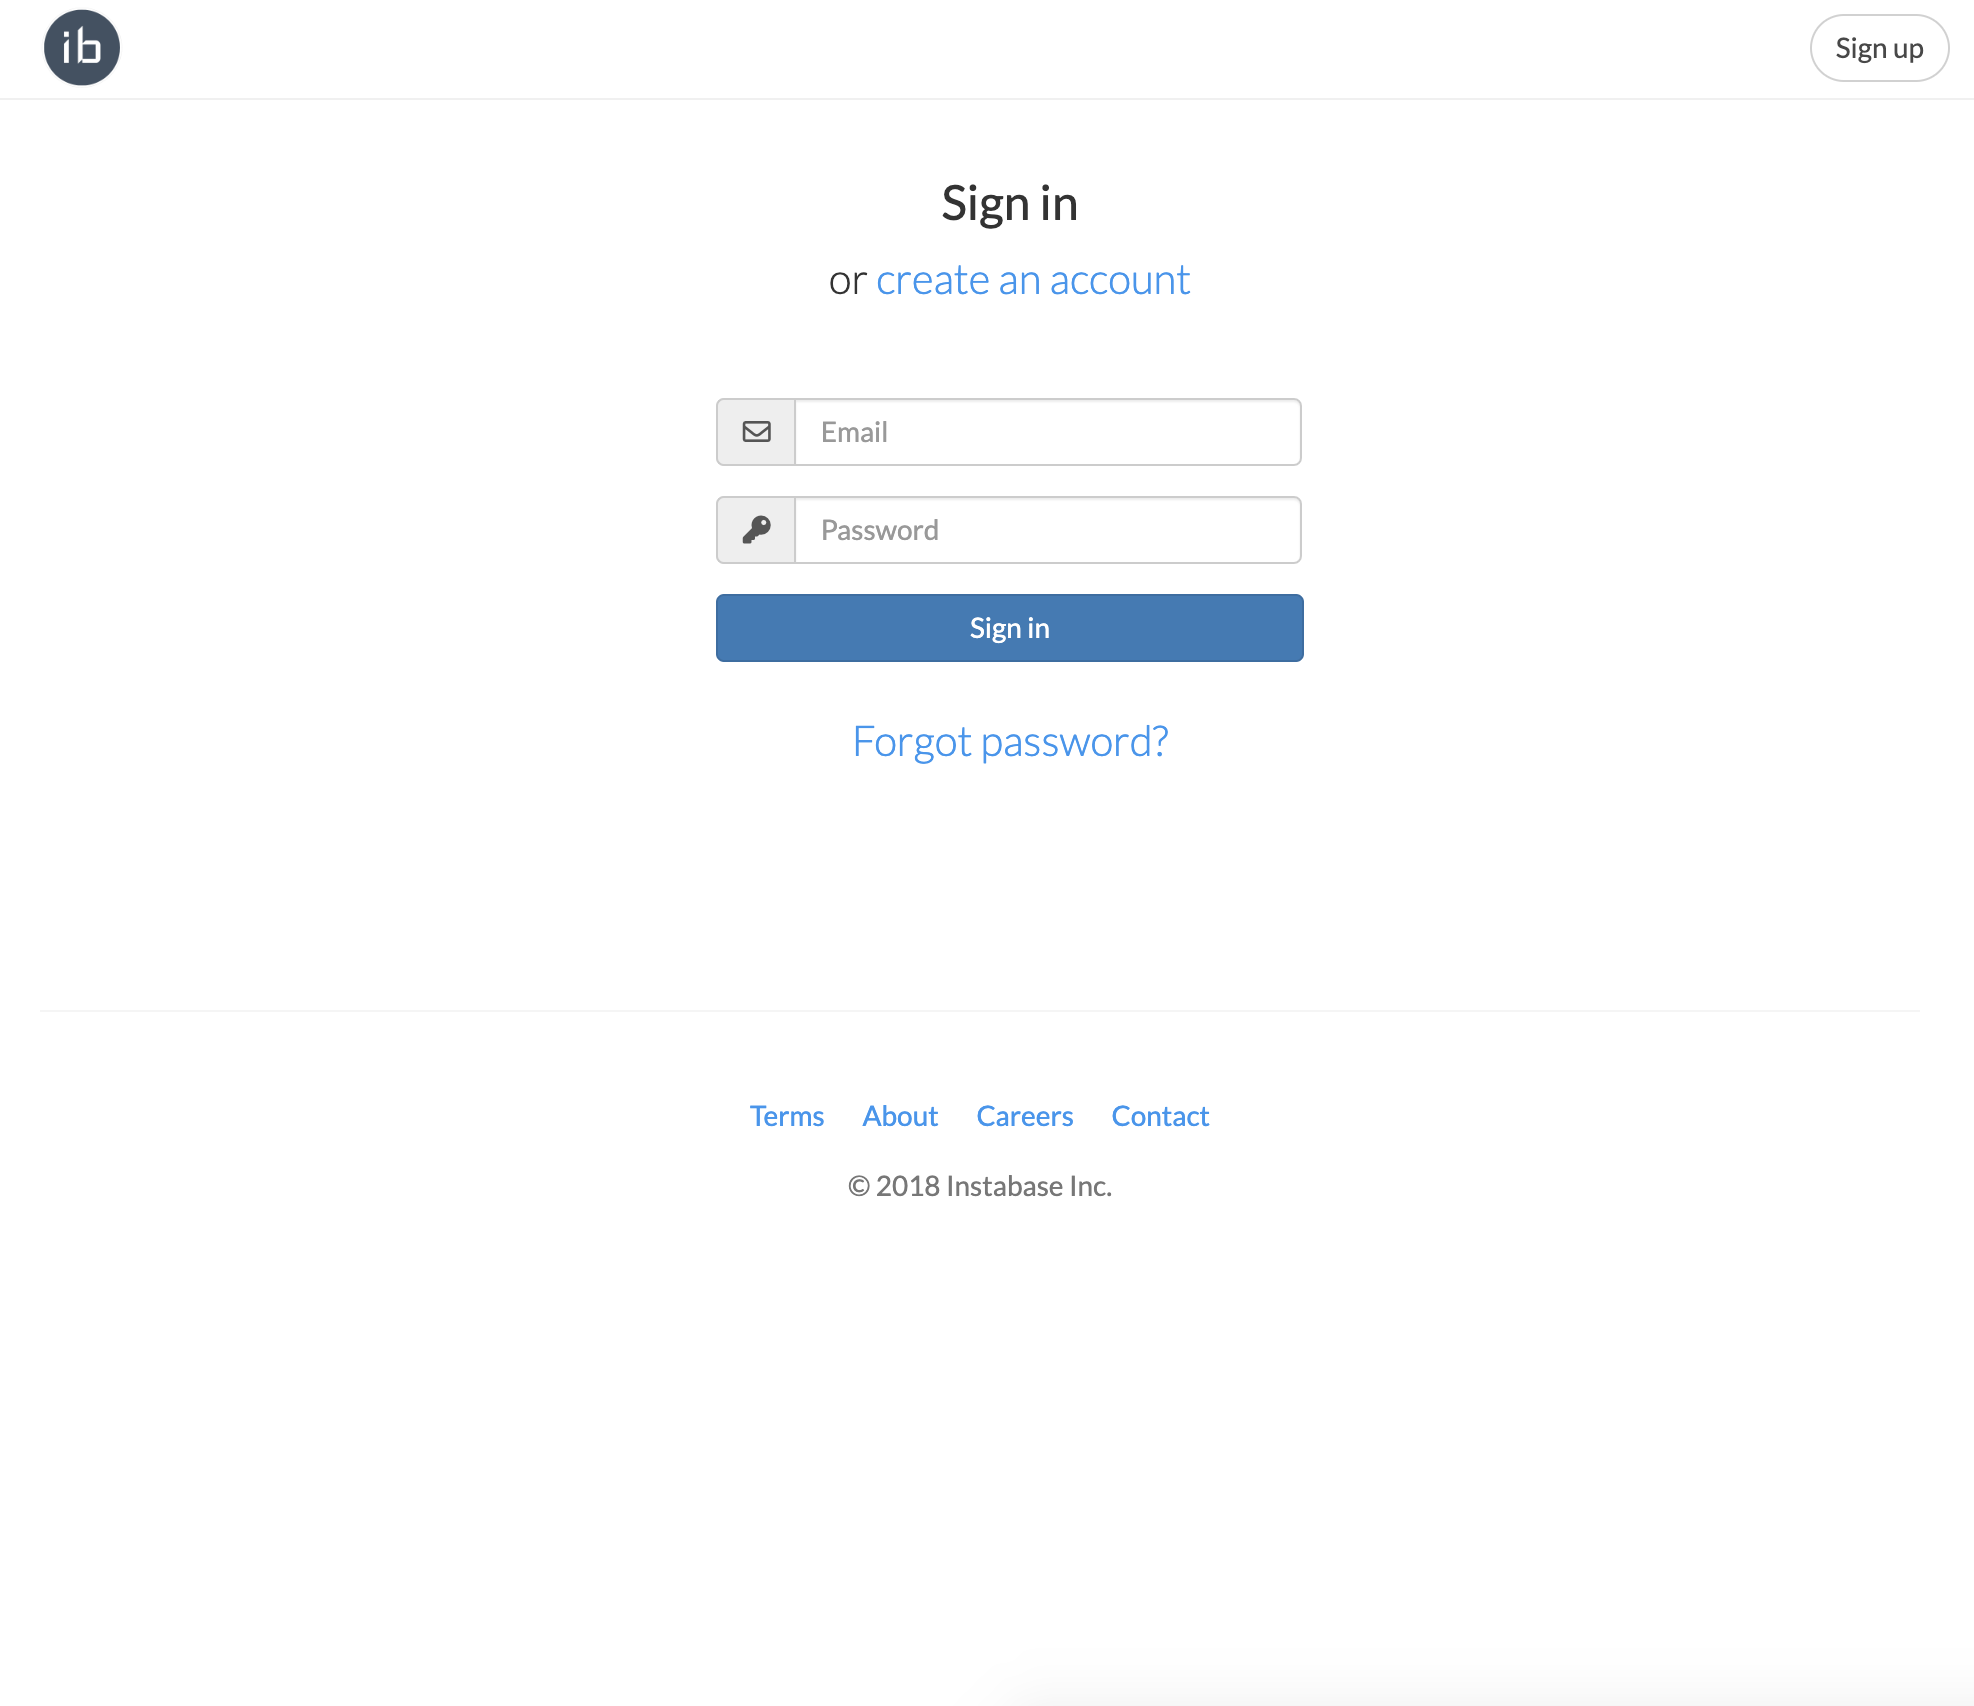 ib
Sign up
Sign in
or create an account
Email
Password
Sign in
Forgot password?
Terms About Careers Contact
© 2018 Instabase Inc.